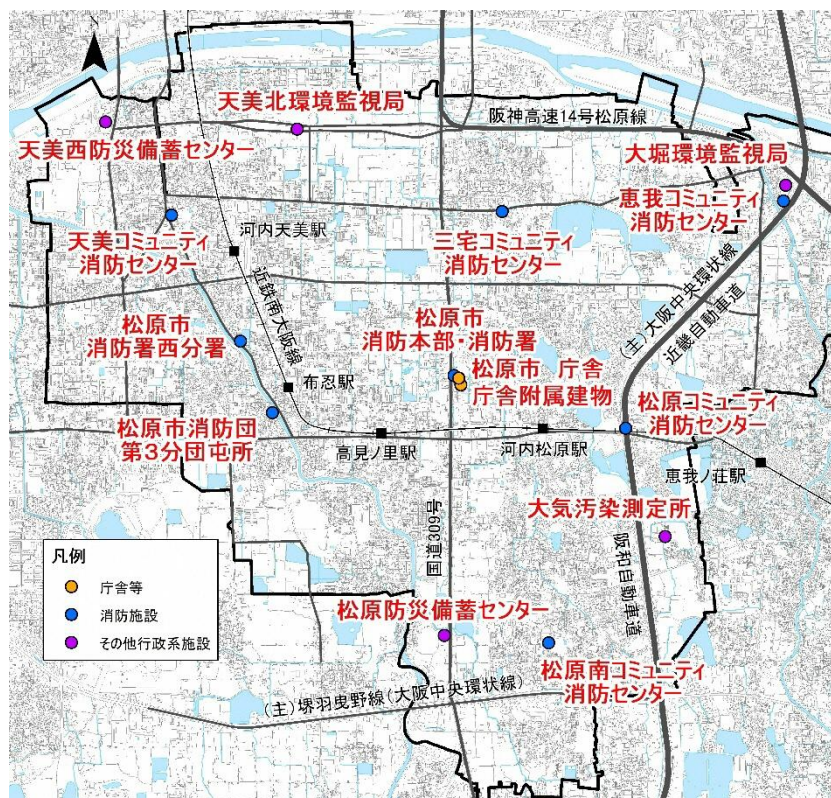 天美北環境監視局
阪神高速14号松原線
天美西防災備蓄センター
大堀環境監視局
恵我コミュニティ
消防センター
天美コミュニティ
消防センター
河内天美駅
三宅コミュニティ
消防センター
近鉄南大阪線
(主)大阪中央環状線
近畿自動車道
松原市
消防署西分署
松原市
消防本部・消防署
松原市 庁舎
庁舎附属建物
布忍駅
松原市消防団
第3分団屯所
高見ノ里駅
河内松原駅
松原コミュニティ
消防センター
恵我ノ荘駅
大気汚染測定所
国道309号
阪和自動車道
凡例
庁舎等
消防施設
その他行政系施設
松原防災備蓄センター
松原南コミュニティ
消防センター
(主)堺羽曳野線(大阪中央環状線)